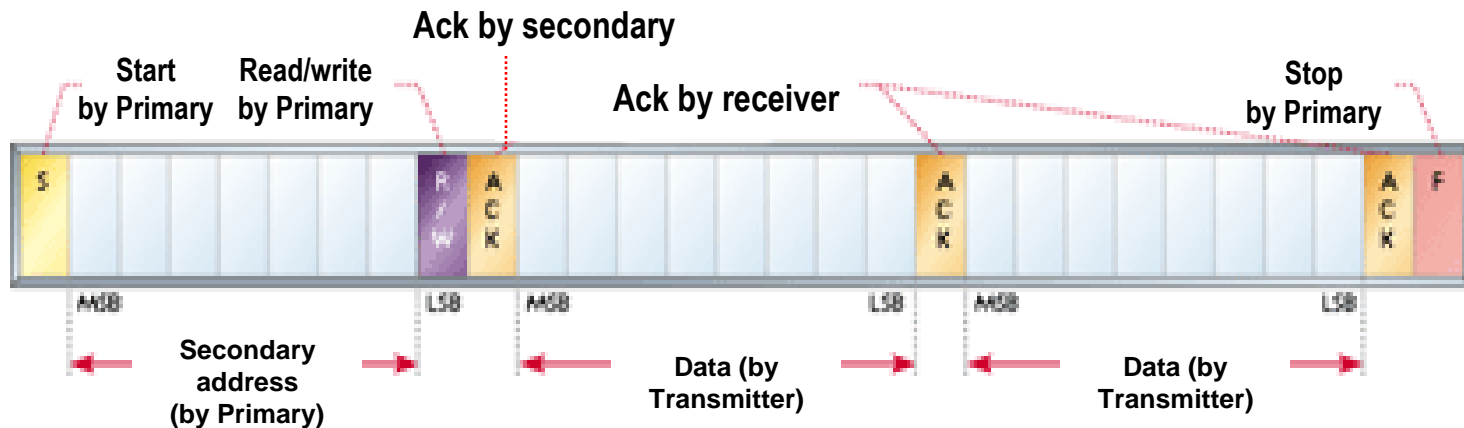 Ack by secondary
Start
by Primary
Read/write
by Primary
Ack by receiver
Stop
by Primary
S
R
/
W
A
C
K
A
C
K
A
C
K
F
MSB
LSB
MSB
LSB
MSB
LSB
Secondary
address
(by Primary)
Data (by
Transmitter)
Data (by
Transmitter)